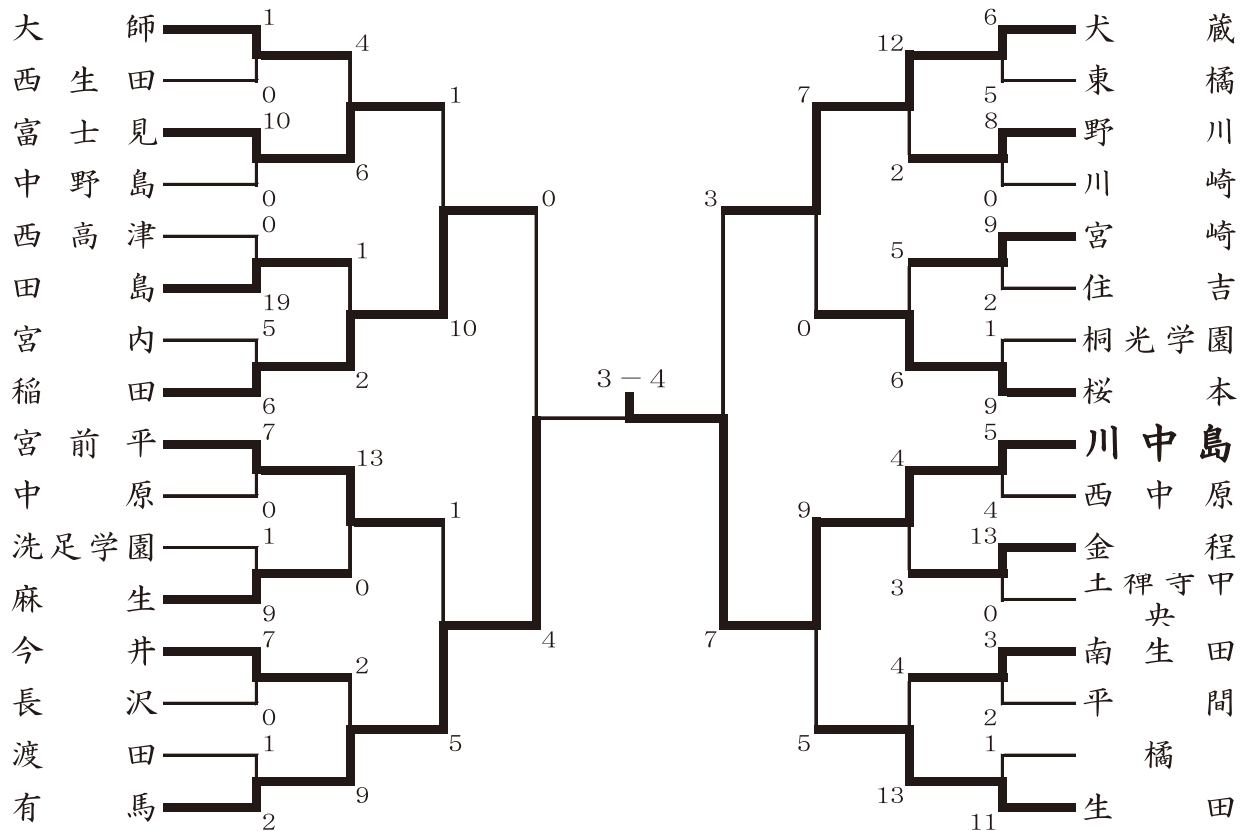 大師
西生田
富士見
中野島
西高津
田島
宮内
稲田
宮前平
中原
洗足学園
麻生
今井
長沢
渡田
有馬
1
0
10
0
0
19
5
6
7
0
1
9
7
0
1
2
4
6
1
2
13
0
2
9
1
10
1
5
0
4
3－4
3
7
7
0
9
5
12
2
5
6
4
3
4
13
6
5
8
0
9
2
1
9
5
4
13
0
3
2
1
11
犬蔵
東橘
野川
川崎
宮崎
住吉
桐光学園
桜本
川中島
西中原
金程
王禅寺中
央
南生田
平間
橘
生田